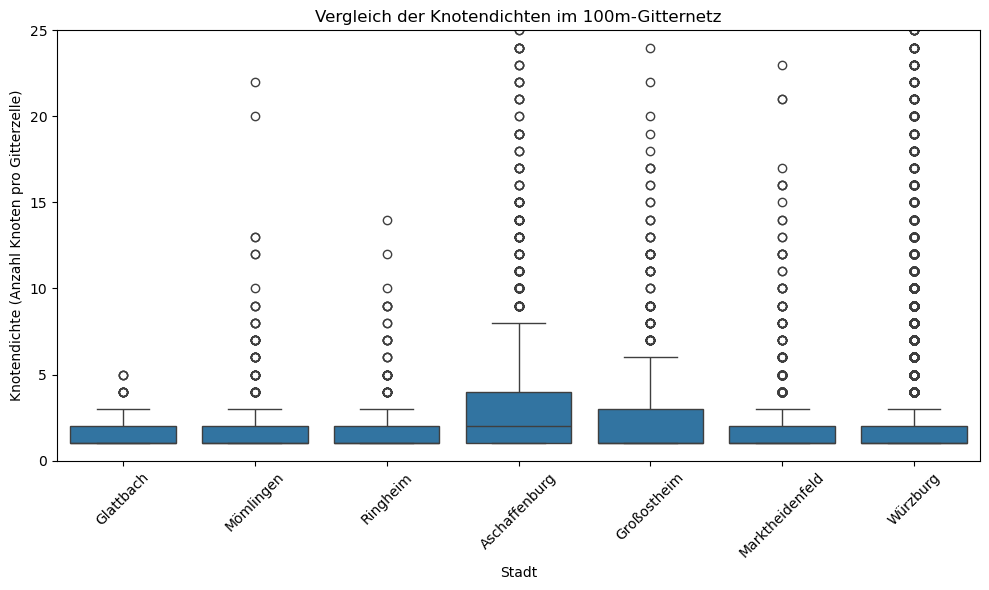 Vergleich der Knotendichten im 100m-Gitternetz
Knotendichte (Anzahl Knoten pro Gitterzelle)
25
20
15
10
5
0
Glattbach
Mömlingen
Ringheim
Aschaffenburg
Großostheim
Marktheidenfeld
Würzburg
Stadt